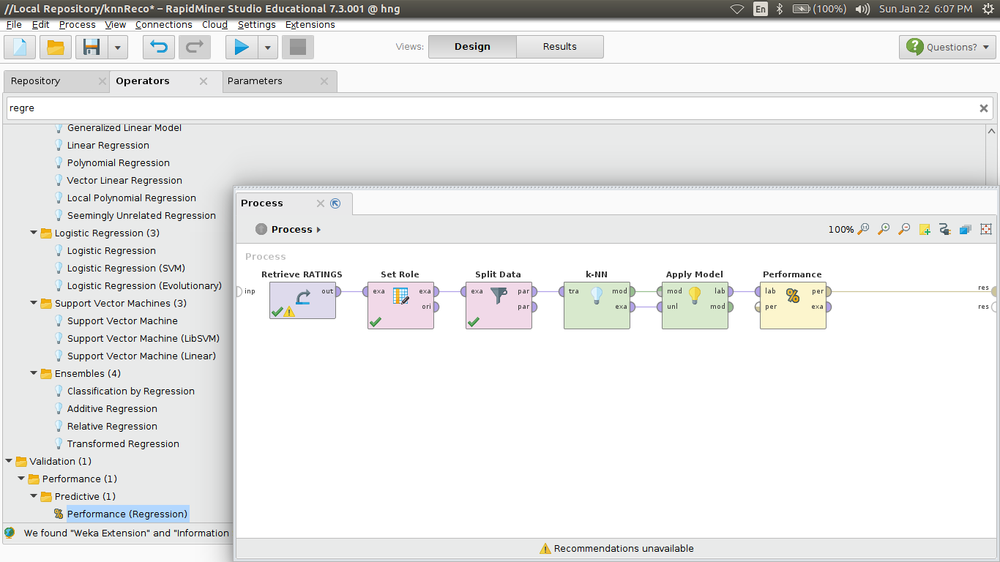 //Local Repository/knnReco* – RapidMiner Studio Educational 7.3.001 @ hng En (100%) Sun Jan 22 6:07 PM
File Edit Process View Connections Cloud Settings Extensions
Views: Design Results Questions?
Repository Operators Parameters
regre
Generalized Linear Model
Linear Regression
Polynomial Regression
Vector Linear Regression
Local Polynomial Regression
Seemingly Unrelated Regression
Logistic Regression (3)
Logistic Regression
Logistic Regression (SVM)
Logistic Regression (Evolutionary)
Support Vector Machines (3)
Support Vector Machine
Support Vector Machine (LibSVM)
Support Vector Machine (Linear)
Ensembles (4)
Classification by Regression
Additive Regression
Relative Regression
Transformed Regression
Validation (1)
Performance (1)
Predictive (1)
% Performance (Regression)
We found "Weka Extension" and "Information
Process
Process 100%
Process
Retrieve RATINGS Set Role Split Data k-NN Apply Model Performance
inp out exa exa exa par tra mod mod lab lab % per res
ori par exa unl mod per exa res
Recommendations unavailable